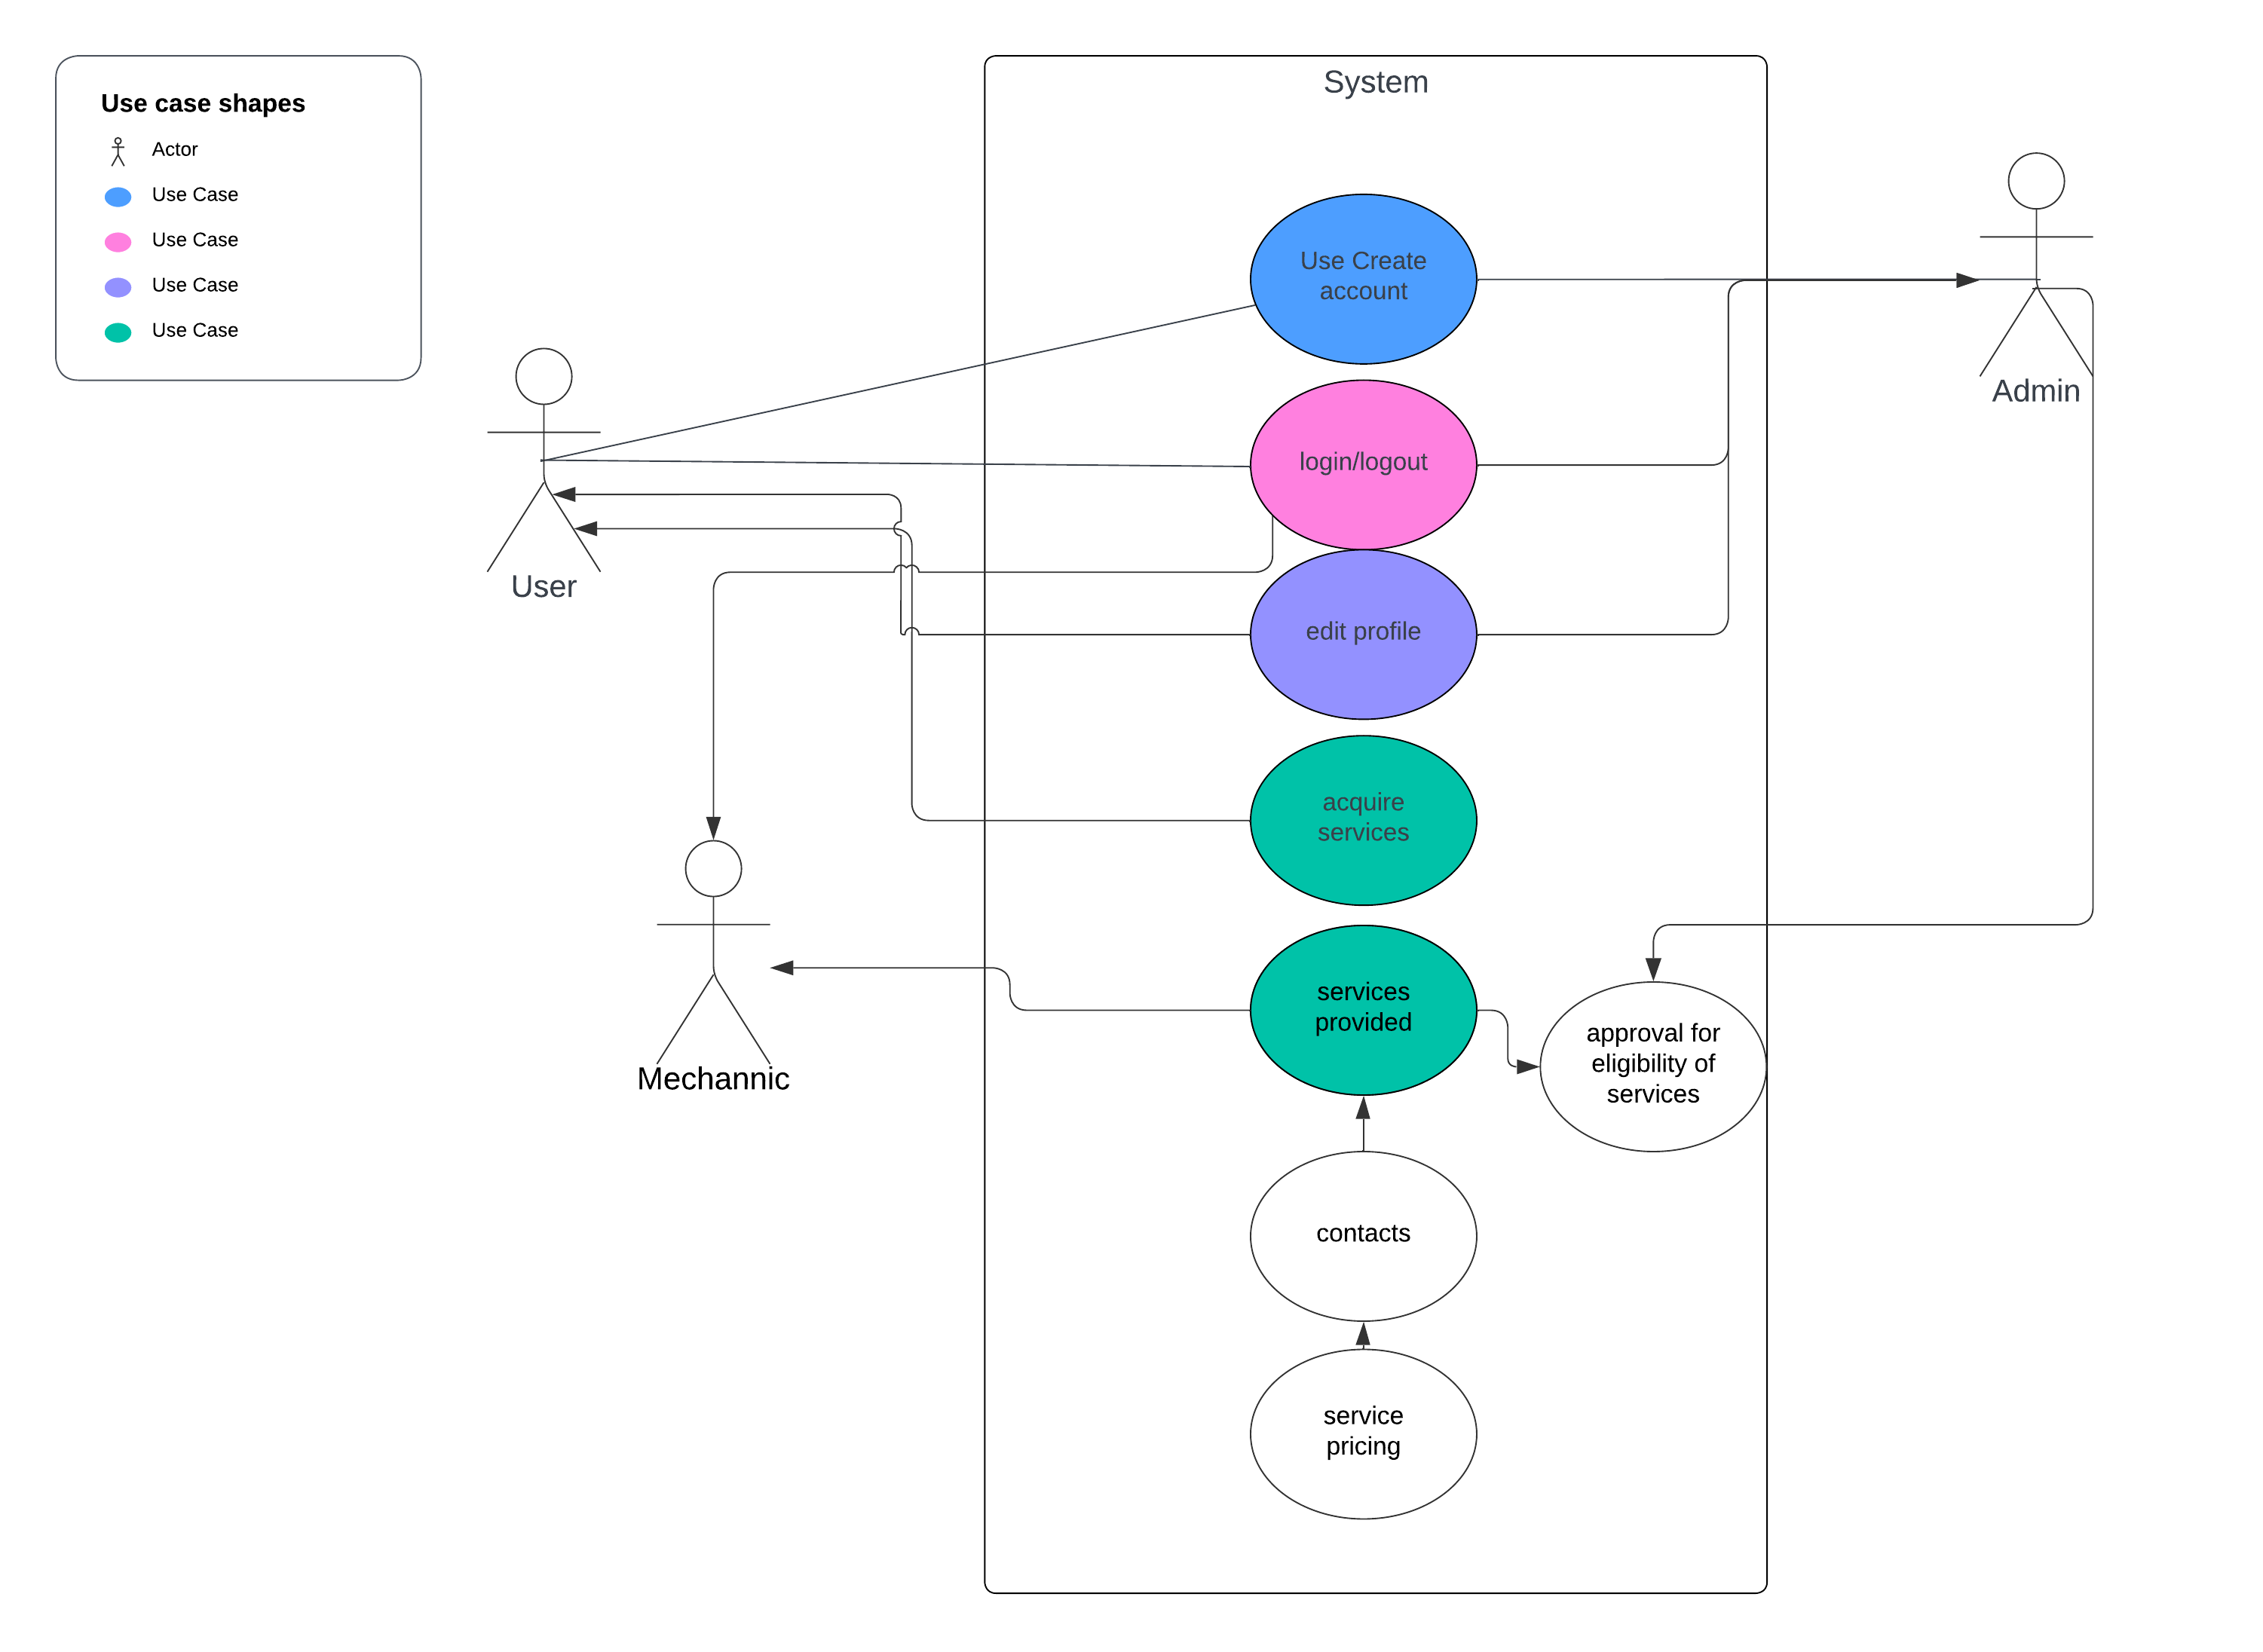 Use case shapes
Actor
Use Case
Use Case
Use Case
Use Case
System
Use Create
account
login/logout
edit profile
acquire
services
services
provided
approval for
eligibility of
services
contacts
service
pricing
User
Mechannic
Admin